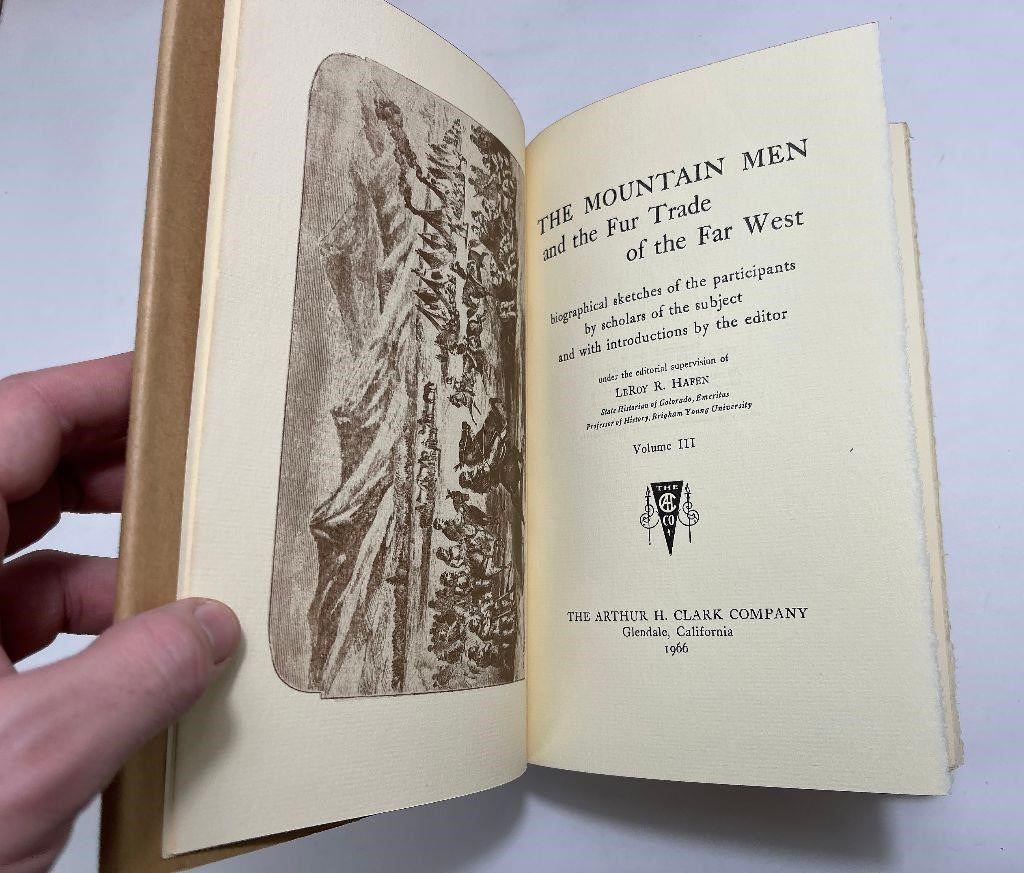 THE MOUNTAIN MEN
and the Fur Trade
of the Far West
biographical sketches of the participants
by scholars of the subject
and with introductions by the editor
under the editorial supervision of
LeRoy R. Hafen
State Historian of Colorado, Emeritus
Professor of History, Brigham Young University
Volume III
THE
AHC
CO
THE ARTHUR H. CLARK COMPANY
Glendale, California
1966